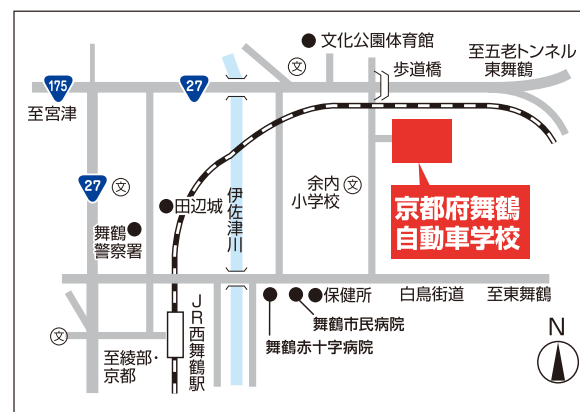 文化公園体育館
至五老トンネル
東舞鶴
文
歩道橋
175
27
至宮津
27
文
田辺城
伊佐津川
余内
小学校
文
京都府舞鶴
自動車学校
舞鶴
警察署
保健所
白鳥街道
至東舞鶴
舞鶴市民病院
舞鶴赤十字病院
JR西舞鶴駅
文
至綾部・
京都
N